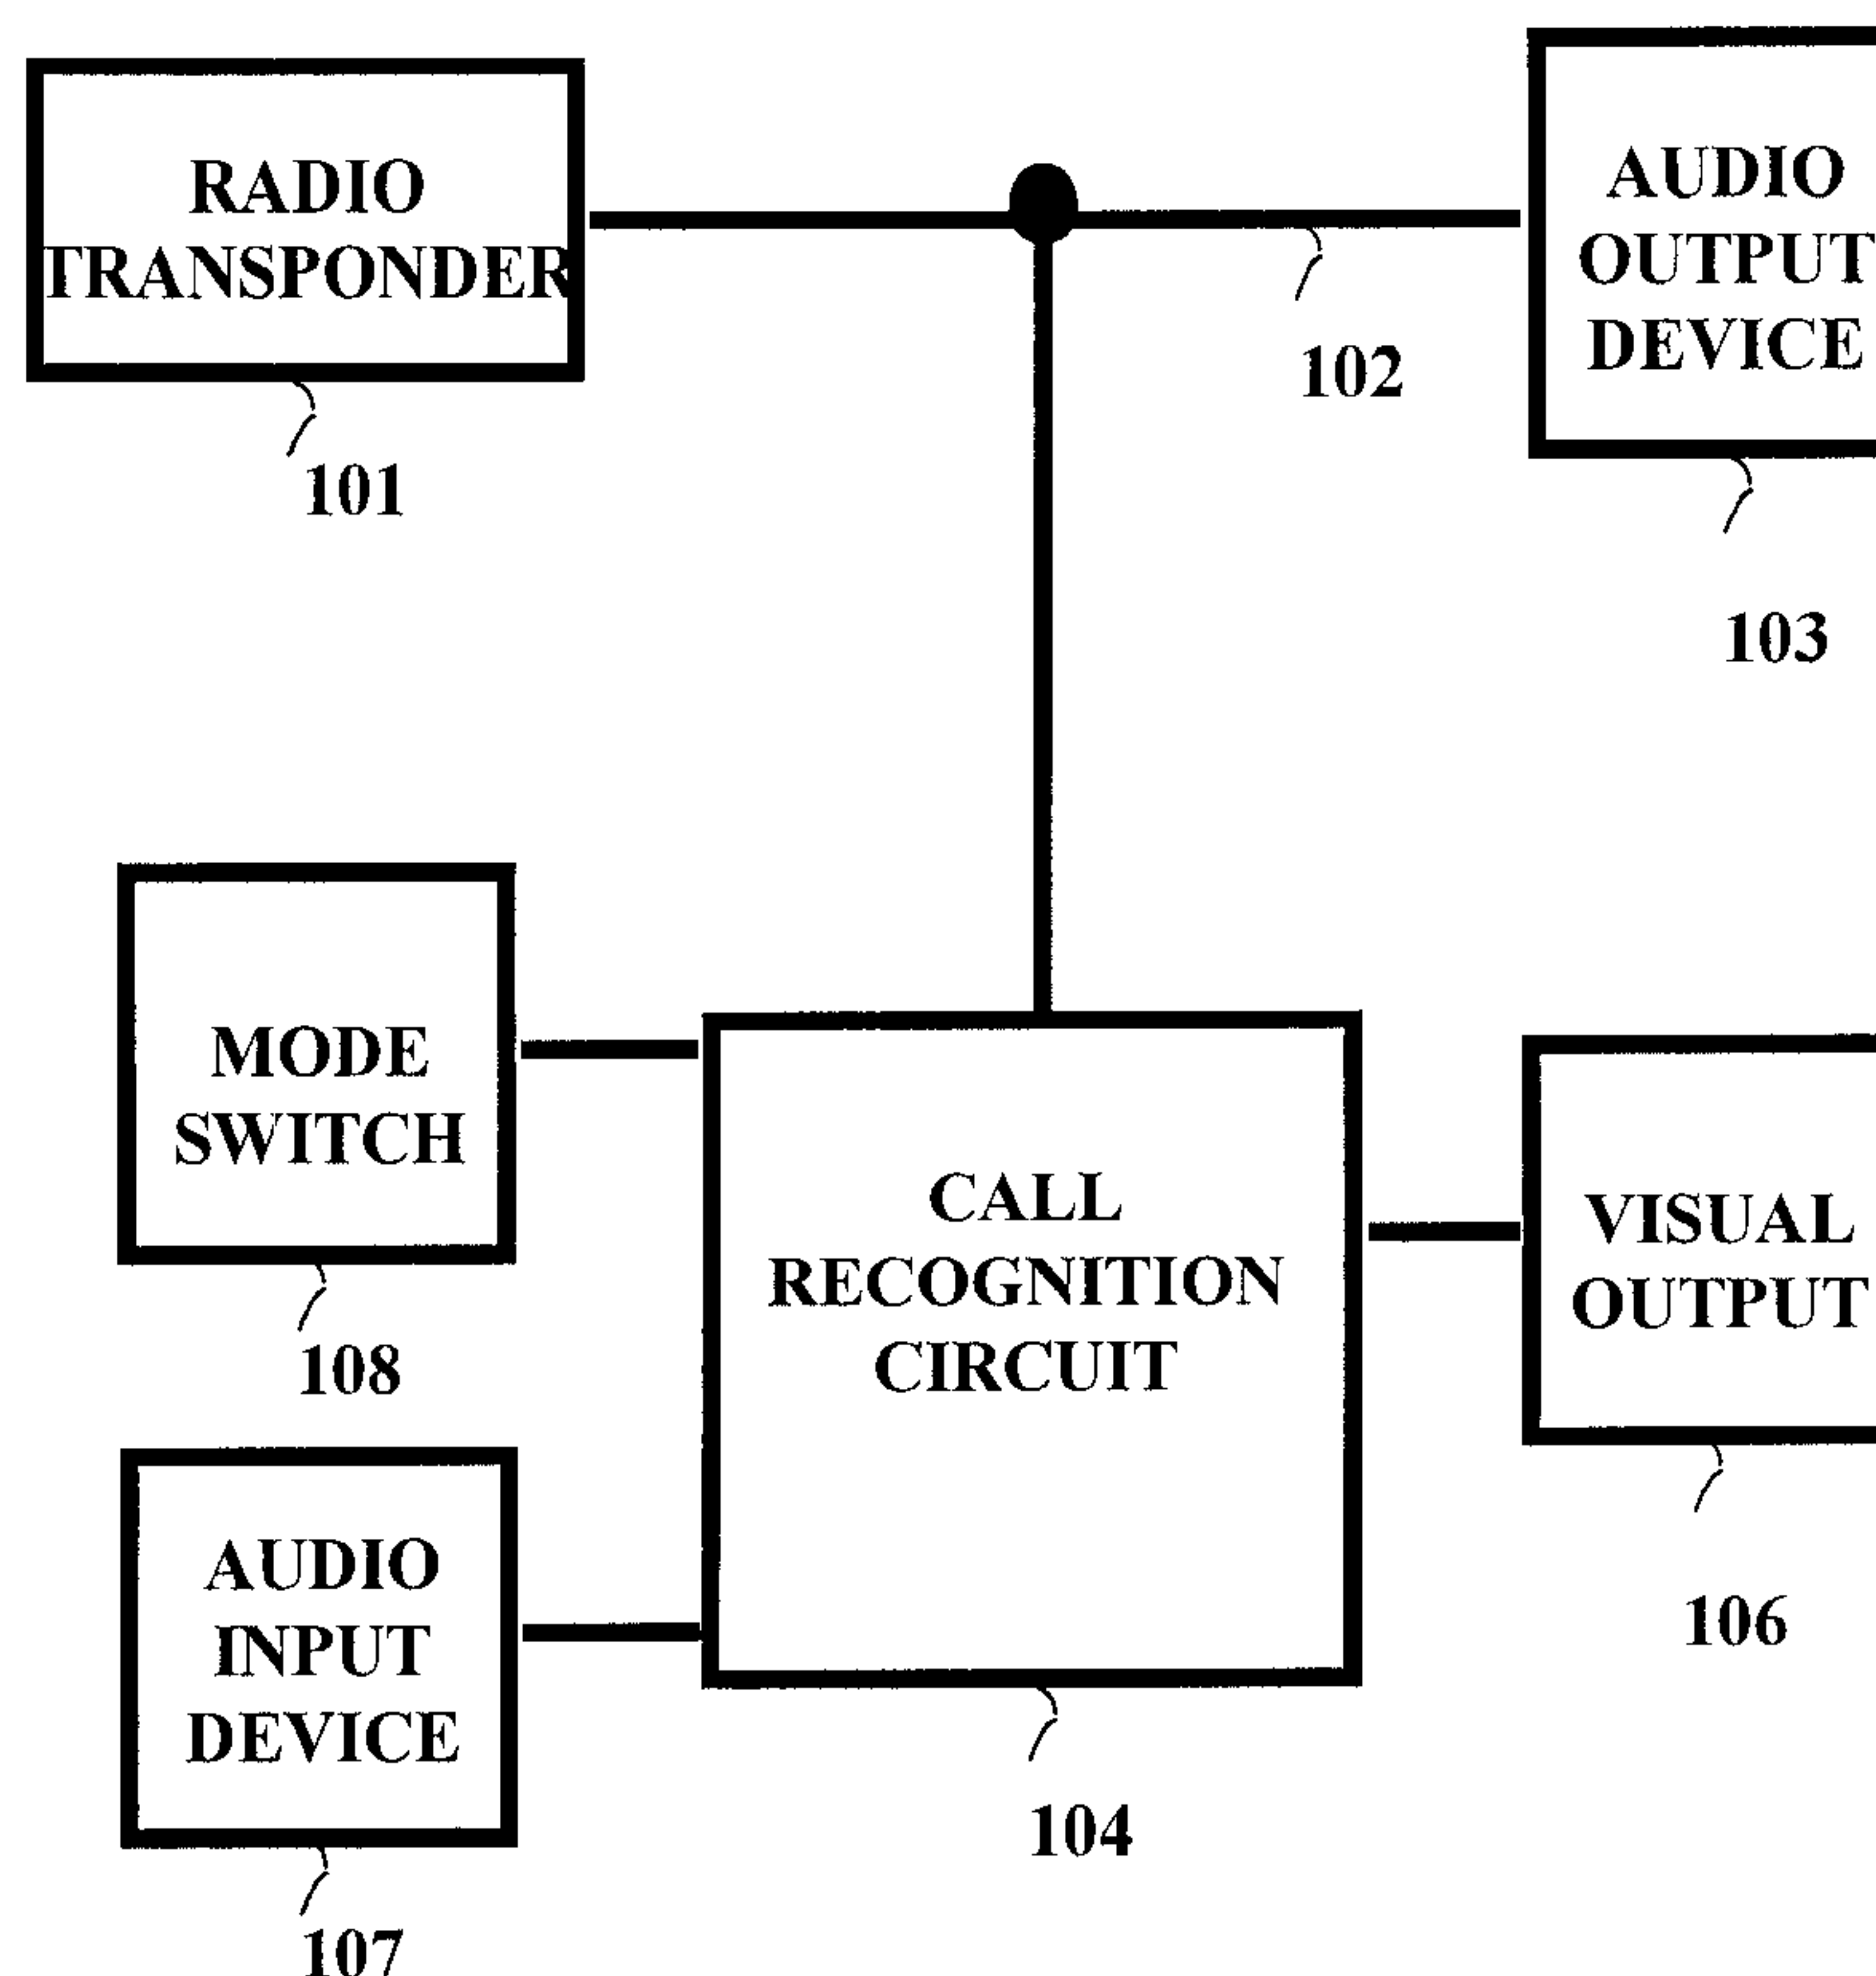 RADIO
TRANSPONDER
101
102
AUDIO
OUTPUT
DEVICE
103
MODE
SWITCH
108
CALL
RECOGNITION
CIRCUIT
104
VISUAL
OUTPUT
106
AUDIO
INPUT
DEVICE
107